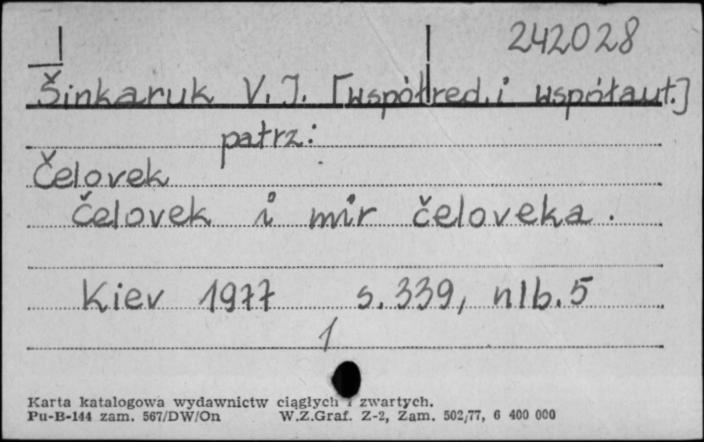 242028
Šinkaruk V. J. [współred. i współaut.]
patrz:
Čelovek
Čelovek i mir čeloveka.
Kiev 1977 s. 339, nlb. 5
1
Karta katalogowa wydawnictw ciągłych i zwartych.
Pu-B-144 zam. 567/DW/On W.Z.Graf. Z-2, Zam. 502/77, 6 400 000